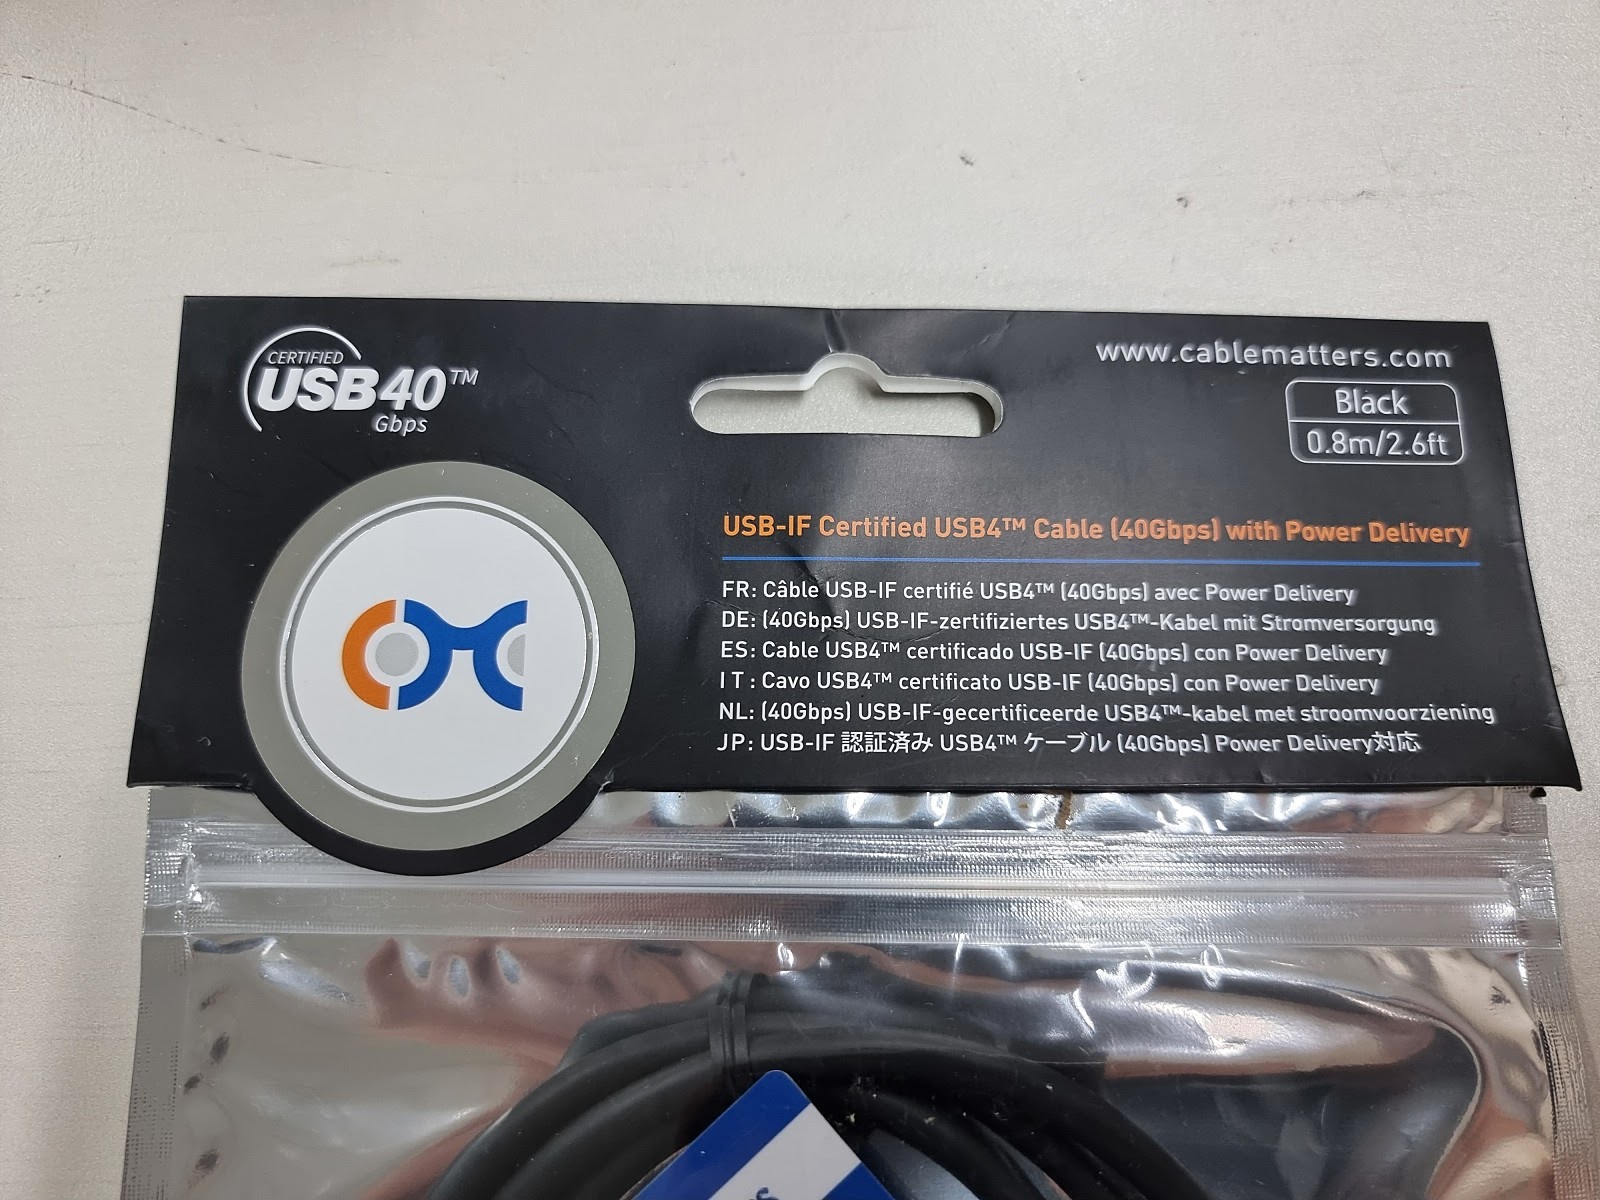 CERTIFIED
USB40™
Gbps
www.cablematters.com
Black
0.8m/2.6ft
USB-IF Certified USB4™ Cable (40Gbps) with Power Delivery
FR: Câble USB-IF certifié USB4™ (40Gbps) avec Power Delivery
DE: (40Gbps) USB-IF-zertifiziertes USB4™-Kabel mit Stromversorgung
ES: Cable USB4™ certificado USB-IF (40Gbps) con Power Delivery
IT: Cavo USB4™ certificato USB-IF (40Gbps) con Power Delivery
NL: (40Gbps) USB-IF-gecertificeerde USB4™-kabel met stroomvoorziening
JP: USB-IF 認証済み USB4™ ケーブル (40Gbps) Power Delivery対応